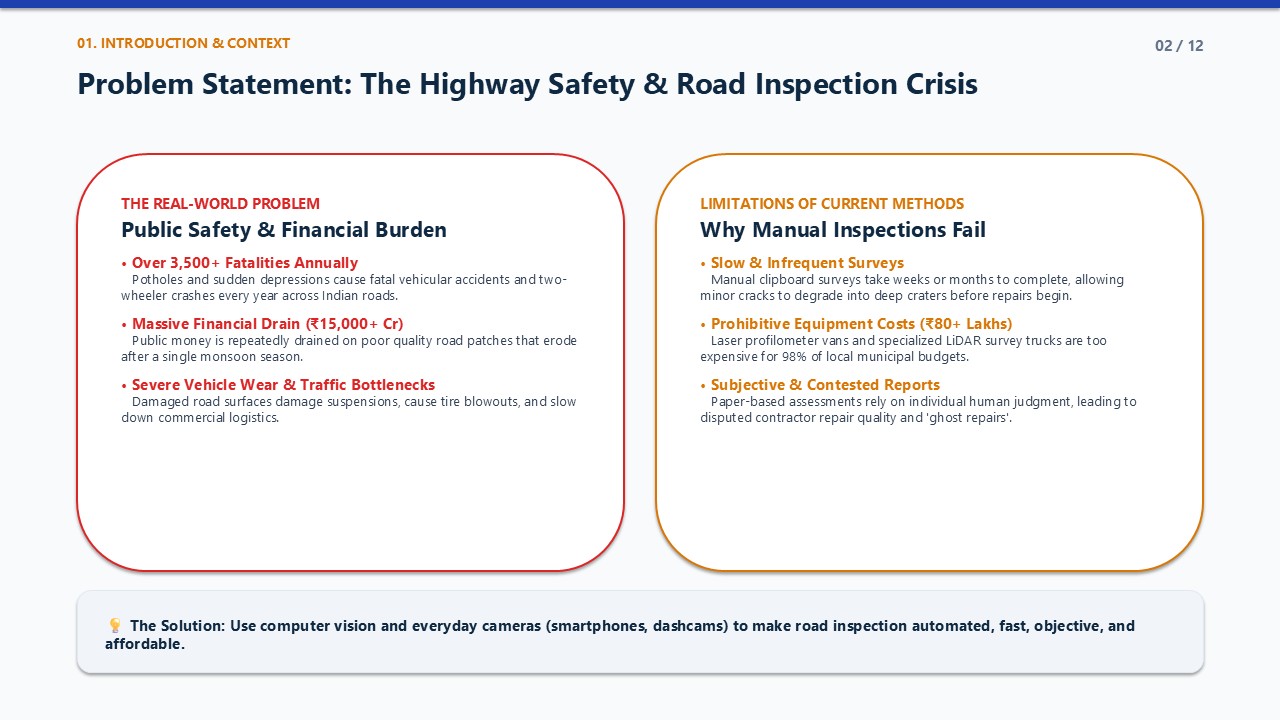 01. INTRODUCTION & CONTEXT
02 / 12
Problem Statement: The Highway Safety & Road Inspection Crisis
THE REAL-WORLD PROBLEM
Public Safety & Financial Burden
• Over 3,500+ Fatalities Annually
Potholes and sudden depressions cause fatal vehicular accidents and two-
wheeler crashes every year across Indian roads.
• Massive Financial Drain (₹15,000+ Cr)
Public money is repeatedly drained on poor quality road patches that erode
after a single monsoon season.
• Severe Vehicle Wear & Traffic Bottlenecks
Damaged road surfaces damage suspensions, cause tire blowouts, and slow
down commercial logistics.
LIMITATIONS OF CURRENT METHODS
Why Manual Inspections Fail
• Slow & Infrequent Surveys
Manual clipboard surveys take weeks or months to complete, allowing
minor cracks to degrade into deep craters before repairs begin.
• Prohibitive Equipment Costs (₹80+ Lakhs)
Laser profilometer vans and specialized LiDAR survey trucks are too
expensive for 98% of local municipal budgets.
• Subjective & Contested Reports
Paper-based assessments rely on individual human judgment, leading to
disputed contractor repair quality and 'ghost repairs'.
💡 The Solution: Use computer vision and everyday cameras (smartphones, dashcams) to make road inspection automated, fast, objective, and
affordable.